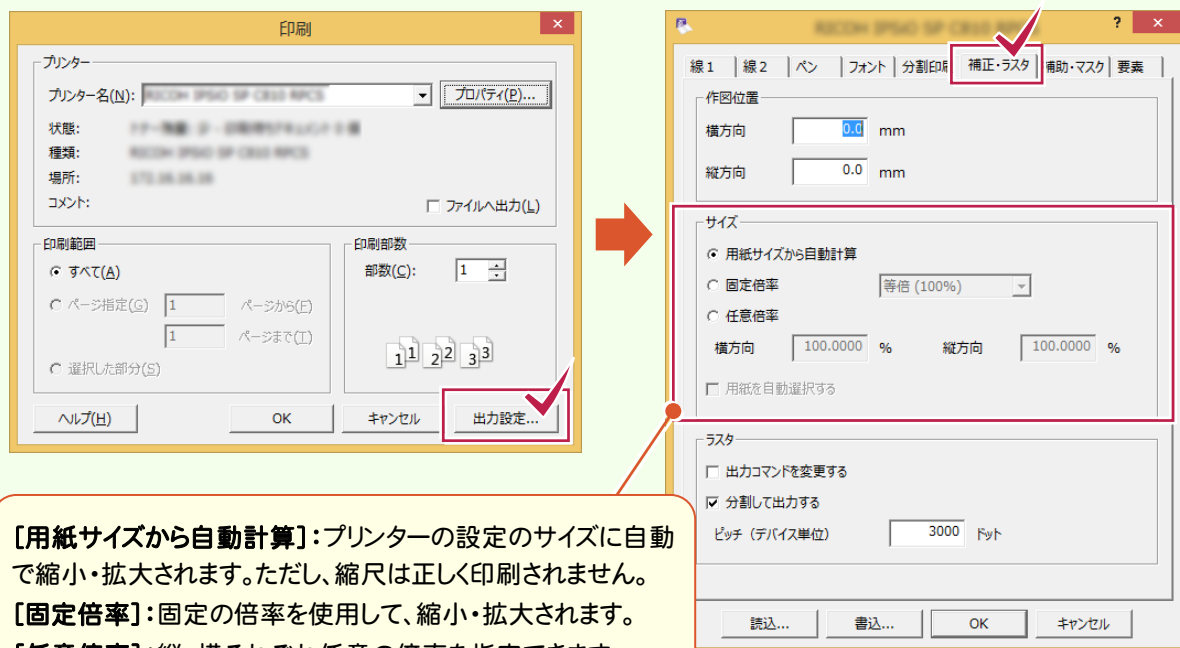 印刷
プリンター
プリンター名(N):
プロパティ(P)...
状態:
種類:
場所:
コメント:
ファイルへ出力(L)
印刷範囲
すべて(A)
ページ指定(G) 1 ページから(F)
1 ページまで(T)
選択した部分(S)
印刷部数
部数(C): 1
1 1 2 2 3 3
ヘルプ(H) OK キャンセル 出力設定...
?
線1 線2 ペン フォント 分割印刷 補正・ラスタ 補助・マスク 要素
作図位置
横方向 0.0 mm
縦方向 0.0 mm
サイズ
用紙サイズから自動計算
固定倍率 等倍 (100%)
任意倍率
横方向 100.0000 % 縦方向 100.0000 %
用紙を自動選択する
ラスタ
出力コマンドを変更する
分割して出力する
ピッチ (デバイス単位) 3000 ドット
読込... 書込... OK キャンセル
[用紙サイズから自動計算]:プリンターの設定のサイズに自動
で縮小・拡大されます。ただし、縮尺は正しく印刷されません。
[固定倍率]:固定の倍率を使用して、縮小・拡大されます。